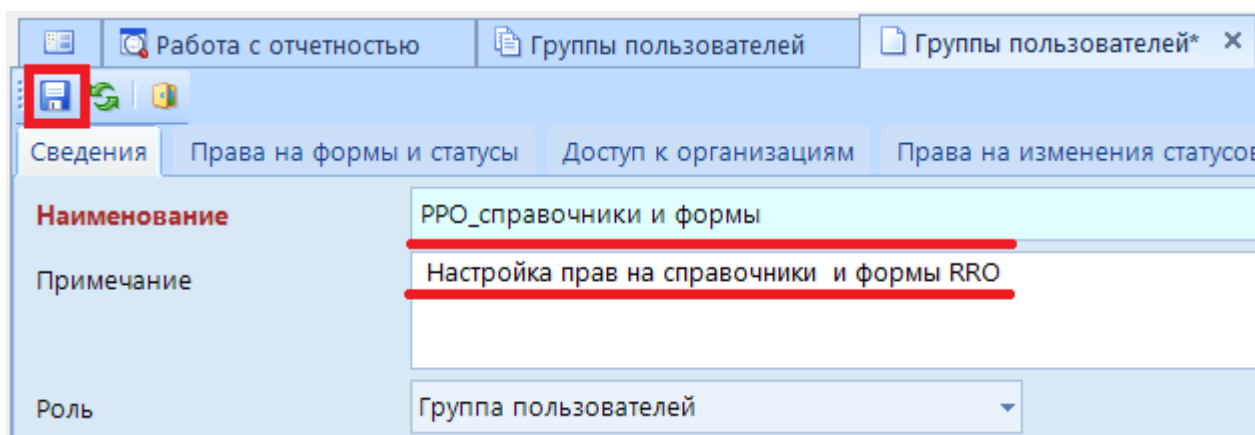 Работа с отчетностью Группы пользователей Группы пользователей*
Сведения Права на формы и статусы Доступ к организациям Права на изменения статусов
Наименование РРО_справочники и формы
Примечание Настройка прав на справочники и формы RRO
Роль Группа пользователей